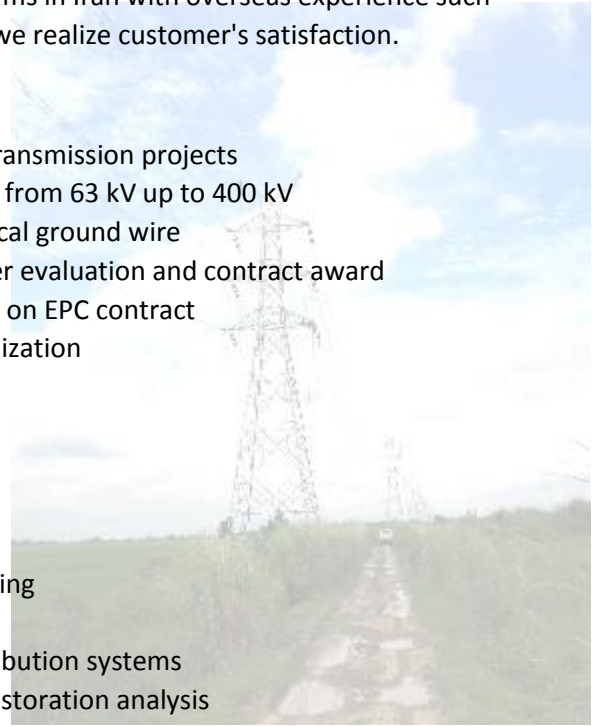 ms in Iran with overseas experience such
we realize customer's satisfaction.
ransmission projects
from 63 kV up to 400 kV
cal ground wire
er evaluation and contract award
on EPC contract
ization
ing
bution systems
storation analysis